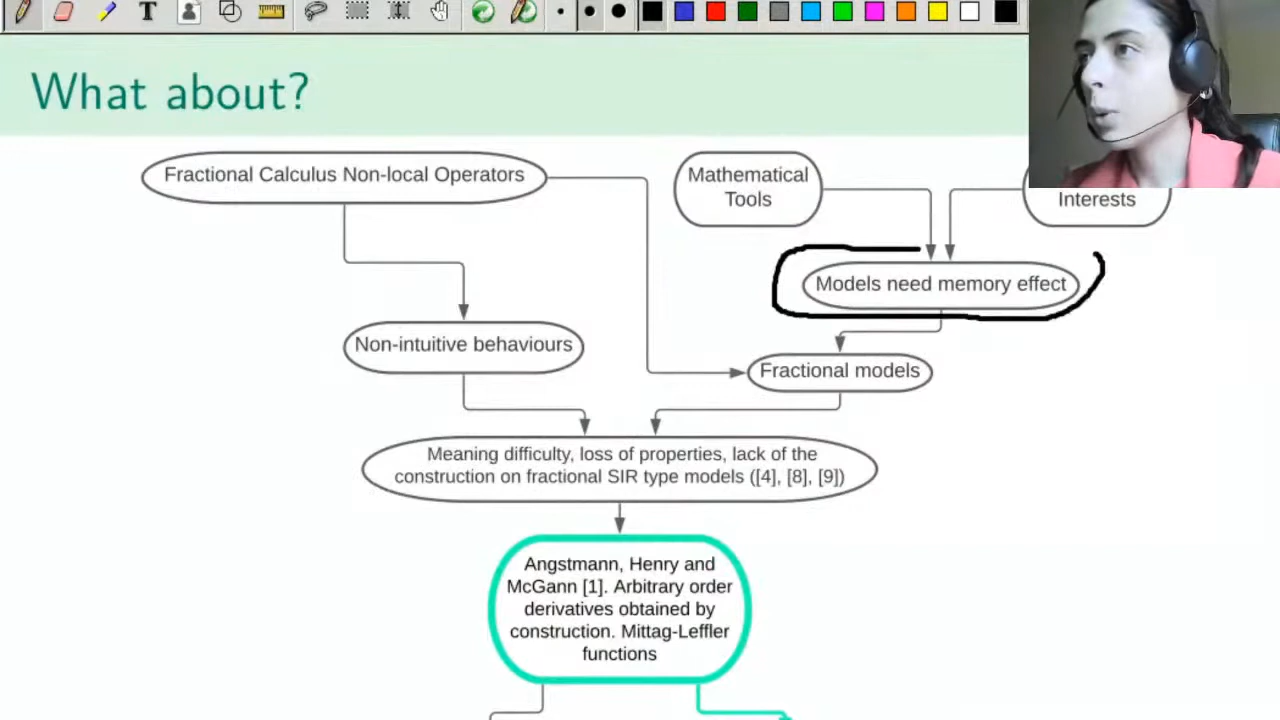 What about?
Fractional Calculus Non-local Operators
Mathematical
Tools
Interests
Models need memory effect
Non-intuitive behaviours
Fractional models
Meaning difficulty, loss of properties, lack of the
construction on fractional SIR type models ([4], [8], [9])
Angstmann, Henry and
McGann [1]. Arbitrary order
derivatives obtained by
construction. Mittag-Leffler
functions